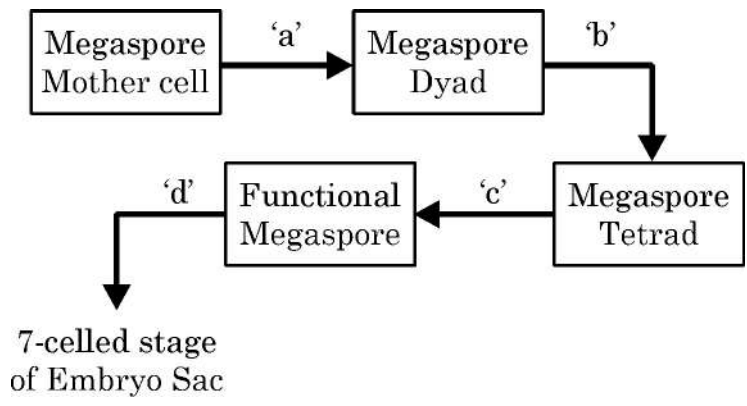 Megaspore
Mother cell
'a'
Megaspore
Dyad
'b'
Megaspore
Tetrad
'c'
Functional
Megaspore
'd'
7-celled stage
of Embryo Sac